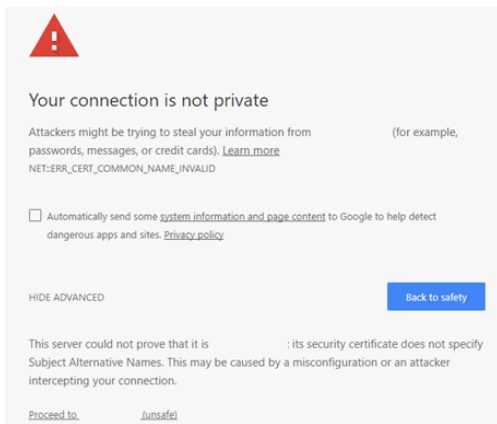 Your connection is not private
Attackers might be trying to steal your information from (for example,
passwords, messages, or credit cards). Learn more
NET::ERR_CERT_COMMON_NAME_INVALID
Automatically send some system information and page content to Google to help detect
dangerous apps and sites. Privacy policy
HIDE ADVANCED
Back to safety
This server could not prove that it is ; its security certificate does not specify
Subject Alternative Names. This may be caused by a misconfiguration or an attacker
intercepting your connection.
Proceed to (unsafe)